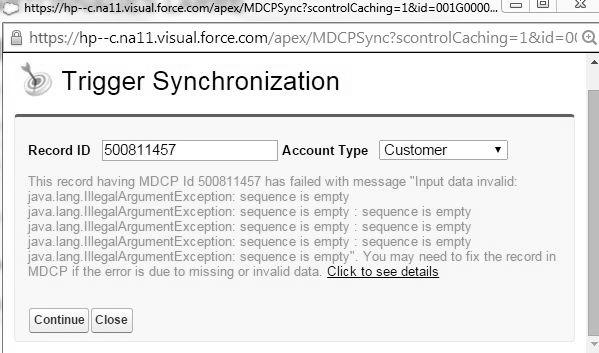 https://hp--c.na11.visual.force.com/apex/MDCPSync?scontrolCaching=1&id=001G0000...
https://hp--c.na11.visual.force.com/apex/MDCPSync?scontrolCaching=1&id=00
Trigger Synchronization
Record ID 500811457 Account Type Customer
This record having MDCP Id 500811457 has failed with message "Input data invalid:
java.lang.IllegalArgumentException: sequence is empty
java.lang.IllegalArgumentException: sequence is empty : sequence is empty
java.lang.IllegalArgumentException: sequence is empty : sequence is empty
java.lang.IllegalArgumentException: sequence is empty : sequence is empty
java.lang.IllegalArgumentException: sequence is empty". You may need to fix the record in
MDCP if the error is due to missing or invalid data. Click to see details
Continue Close